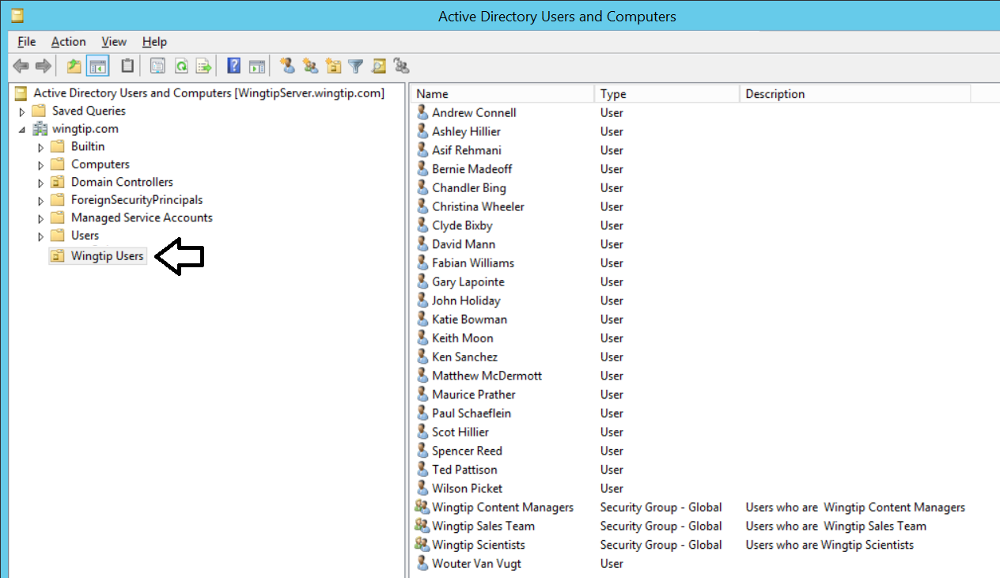 Active Directory Users and Computers
File Action View Help
Active Directory Users and Computers [WingtipServer.wingtip.com]
Saved Queries
wingtip.com
Builtin
Computers
Domain Controllers
ForeignSecurityPrincipals
Managed Service Accounts
Users
Wingtip Users
Name Type Description
Andrew Connell User
Ashley Hillier User
Asif Rehmani User
Bernie Madeoff User
Chandler Bing User
Christina Wheeler User
Clyde Bixby User
David Mann User
Fabian Williams User
Gary Lapointe User
John Holiday User
Katie Bowman User
Keith Moon User
Ken Sanchez User
Matthew McDermott User
Maurice Prather User
Paul Schaeflein User
Scot Hillier User
Spencer Reed User
Ted Pattison User
Wilson Picket User
Wingtip Content Managers Security Group - Global Users who are  Wingtip Content Managers
Wingtip Sales Team Security Group - Global Users who are  Wingtip Sales Team
Wingtip Scientists Security Group - Global Users who are Wingtip Scientists
Wouter Van Vugt User